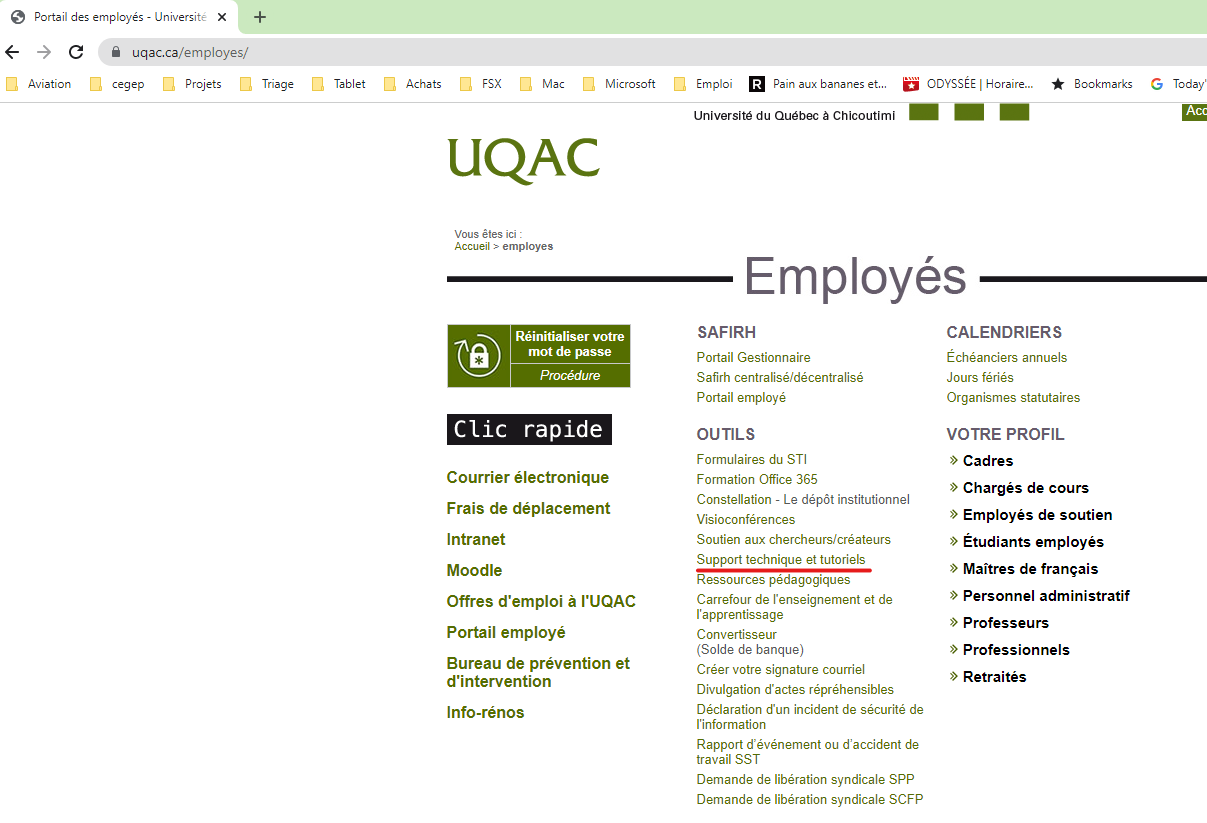 Portail des employés - Université
uqac.ca/employes/
Aviation
cegep
Projets
Triage
Tablet
Achats
FSX
Mac
Microsoft
Emploi
R
Pain aux bananes et...
ODYSSÉE | Horaire...
Bookmarks
G
Today'
Université du Québec à Chicoutimi
Acc
UQAC
Vous êtes ici :
Accueil > employes
Employés
Réinitialiser votre
mot de passe
Procédure
Clic rapide
Courrier électronique
Frais de déplacement
Intranet
Moodle
Offres d'emploi à l'UQAC
Portail employé
Bureau de prévention et
d'intervention
Info-rénos
SAFIRH
Portail Gestionnaire
Safirh centralisé/décentralisé
Portail employé
OUTILS
Formulaires du STI
Formation Office 365
Constellation - Le dépôt institutionnel
Visioconférences
Soutien aux chercheurs/créateurs
Support technique et tutoriels
Ressources pédagogiques
Carrefour de l'enseignement et de
l'apprentissage
Convertisseur
(Solde de banque)
Créer votre signature courriel
Divulgation d'actes répréhensibles
Déclaration d'un incident de sécurité de
l'information
Rapport d’événement ou d’accident de
travail SST
Demande de libération syndicale SPP
Demande de libération syndicale SCFP
CALENDRIERS
Échéanciers annuels
Jours fériés
Organismes statutaires
VOTRE PROFIL
» Cadres
» Chargés de cours
» Employés de soutien
» Étudiants employés
» Maîtres de français
» Personnel administratif
» Professeurs
» Professionnels
» Retraités